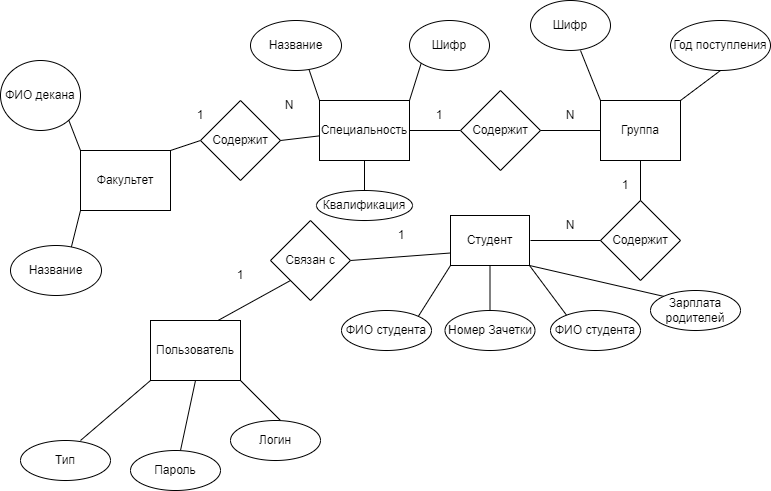 Шифр
Название
Шифр
Год поступления
ФИО декана
1
N
1
N
Содержит
Специальность
Содержит
Группа
Факультет
1
Квалификация
N
1
Студент
Содержит
Связан с
Название
1
Зарплата
родителей
ФИО студента
Номер Зачетки
ФИО студента
Пользователь
Логин
Тип
Пароль